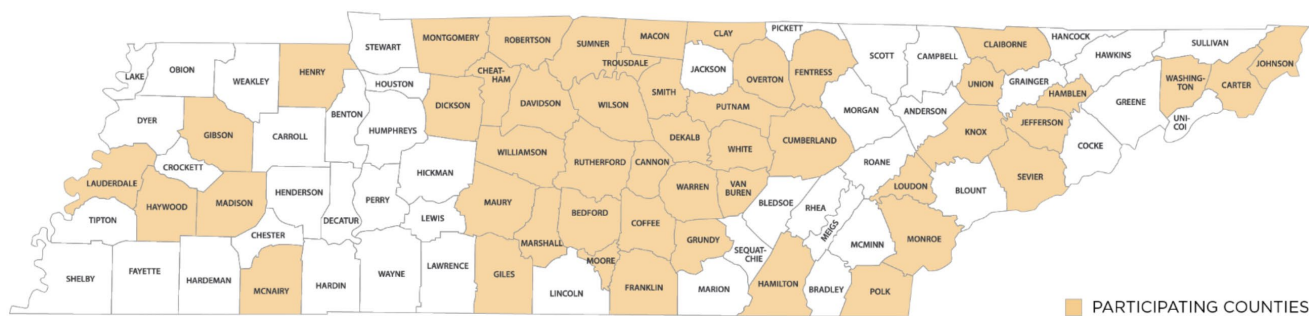 PICKETT
STEWART
MONTGOMERY
ROBERTSON
SUMNER
MACON
CLAY
HANCOCK
SULLIVAN
LAKE
OBION
WEAKLEY
HENRY
HOUSTON
CHEAT-
HAM
TROUSDALE
JACKSON
OVERTON
FENTRESS
SCOTT
CAMPBELL
CLAIBORNE
HAWKINS
JOHNSON
UNION
GRAINGER
WASHING-
TON
CARTER
HAMBLEN
DYER
GIBSON
CARROLL
BENTON
HUMPHREYS
DICKSON
DAVIDSON
WILSON
SMITH
PUTNAM
MORGAN
ANDERSON
GREENE
UNI-
COI
JEFFERSON
KNOX
COCKE
CROCKETT
WILLIAMSON
RUTHERFORD
CANNON
DEKALB
WHITE
CUMBERLAND
ROANE
SEVIER
LAUDERDALE
HAYWOOD
MADISON
HENDERSON
DECATUR
PERRY
HICKMAN
WARREN
VAN
BUREN
BLEDSOE
RHEA
MEIGS
LOUDON
BLOUNT
TIPTON
CHESTER
LEWIS
MAURY
BEDFORD
COFFEE
MARSHALL
GRUNDY
SEQUAT-
CHIE
MCMINN
MONROE
SHELBY
FAYETTE
HARDEMAN
MCNAIRY
HARDIN
WAYNE
LAWRENCE
GILES
MOORE
LINCOLN
FRANKLIN
MARION
HAMILTON
BRADLEY
POLK
PARTICIPATING COUNTIES